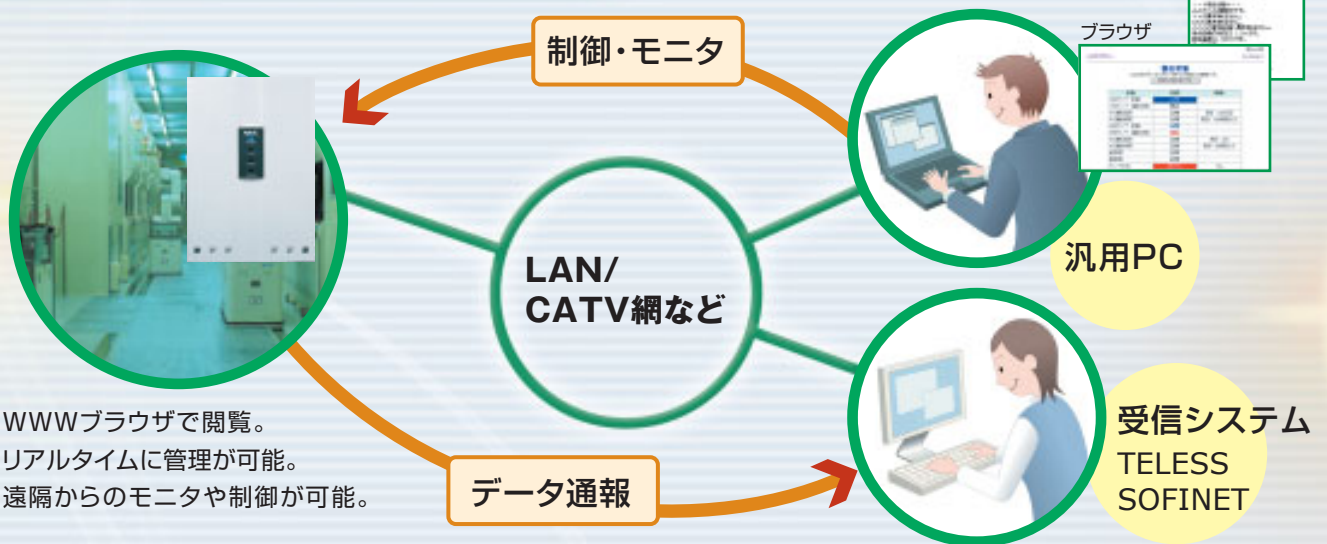 制御・モニタ
ブラウザ
LAN/
CATV網など
汎用PC
WWWブラウザで閲覧。
リアルタイムに管理が可能。
遠隔からのモニタや制御が可能。
データ通報
受信システム
TELESS
SOFINET